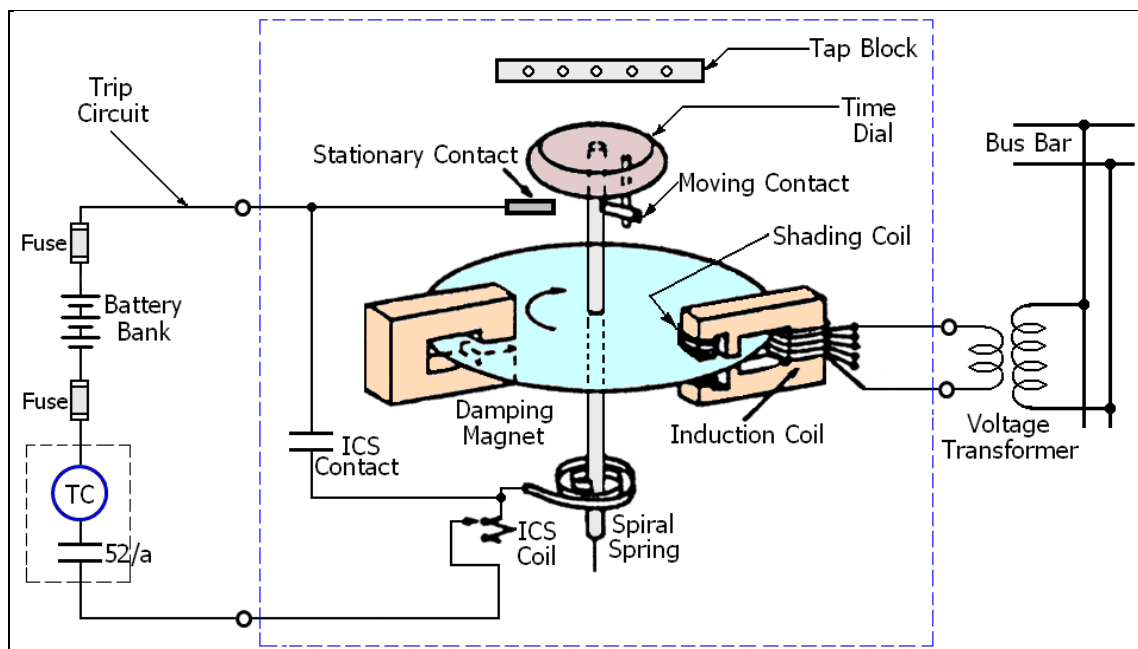 Tap Block
Trip
Circuit
Time
Dial
Stationary Contact
Bus Bar
Moving Contact
Fuse
Shading Coil
Battery
Bank
Fuse
Damping
Magnet
Induction Coil
Voltage
Transformer
ICS
Contact
TC
52/a
ICS
Coil
Spiral
Spring